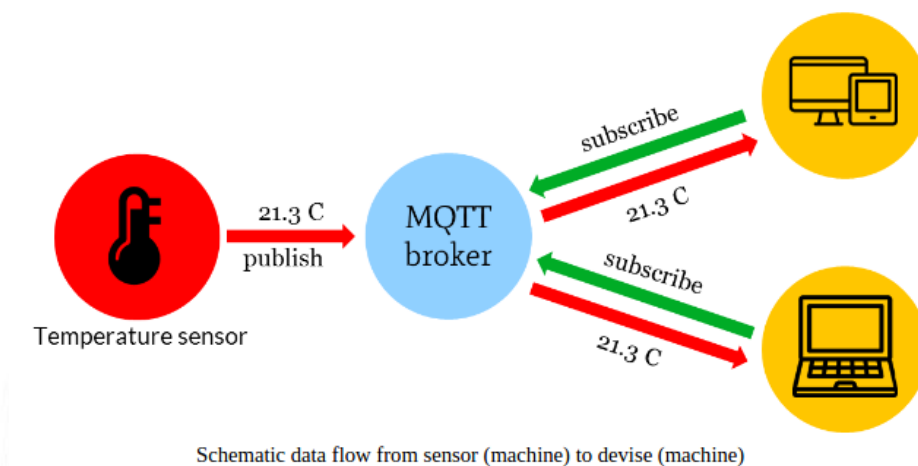 subscribe
21.3 C
21.3 C
publish
MQTT
broker
subscribe
21.3 C
Temperature sensor
Schematic data flow from sensor (machine) to devise (machine)